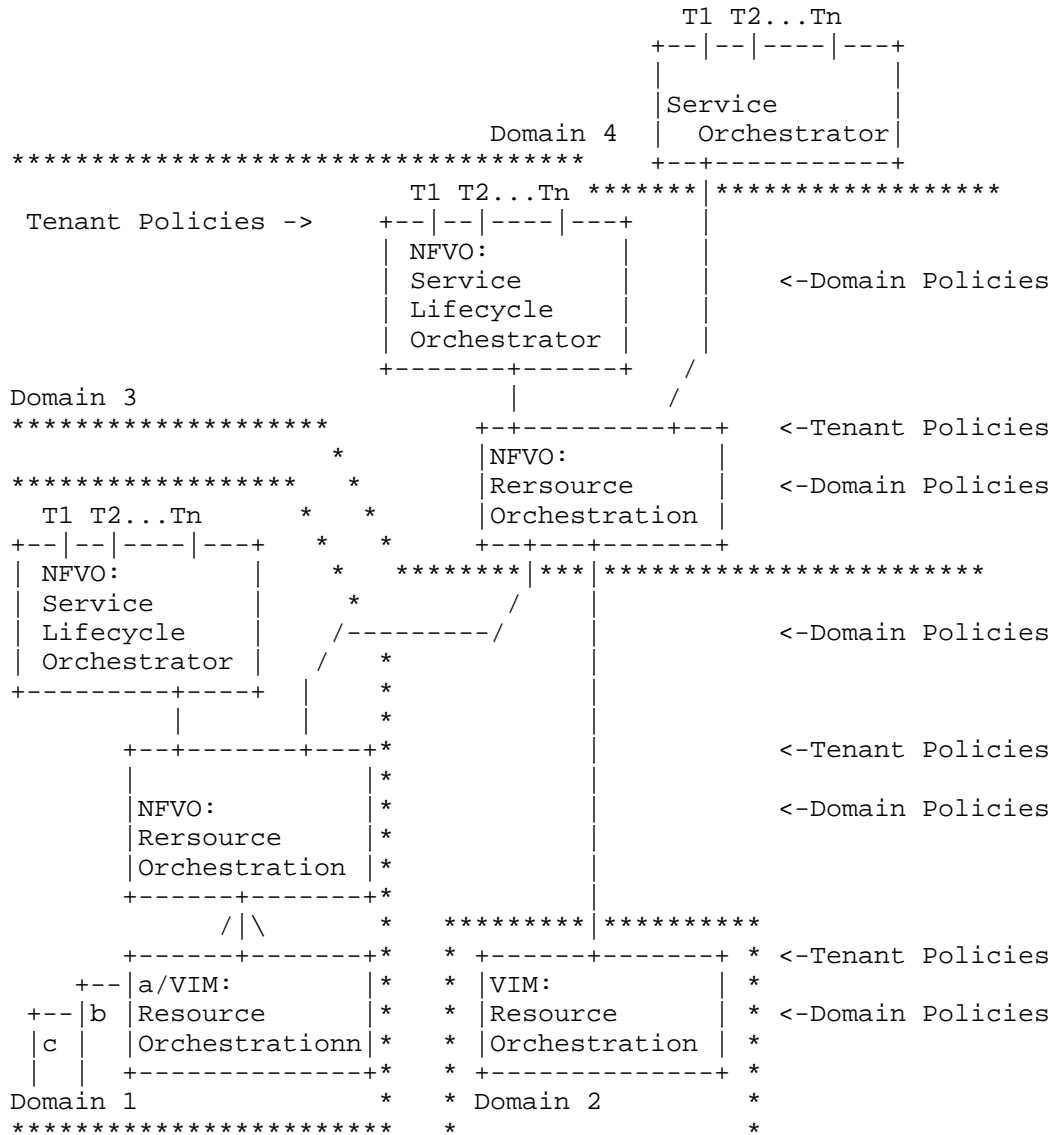 T1 T2...Tn
Service
Domain 4 Orchestrator
T1 T2...Tn
Tenant Policies ->
NFVO:
Service <-Domain Policies
Lifecycle
Orchestrator
Domain 3
<-Tenant Policies
NFVO:
Rersource <-Domain Policies
T1 T2...Tn Orchestration
NFVO:
Service
Lifecycle <-Domain Policies
Orchestrator
<-Tenant Policies
NFVO: <-Domain Policies
Rersource
Orchestration
<-Tenant Policies
a/VIM: VIM:
b Resource Resource <-Domain Policies
c Orchestrationn Orchestration
Domain 1 Domain 2